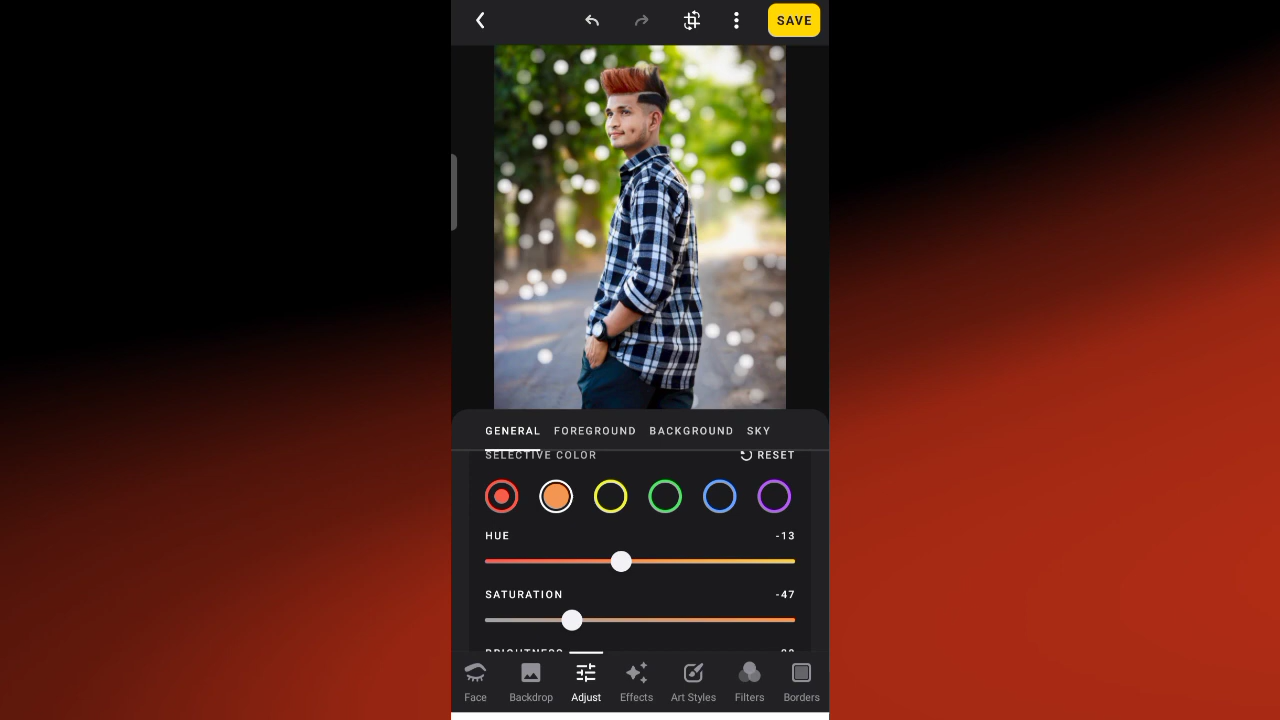 SAVE
GENERAL FOREGROUND BACKGROUND SKY
SELECTIVE COLOR RESET
HUE -13
SATURATION -47
BRIGHTNESS
Face Backdrop Adjust Effects Art Styles Filters Borders